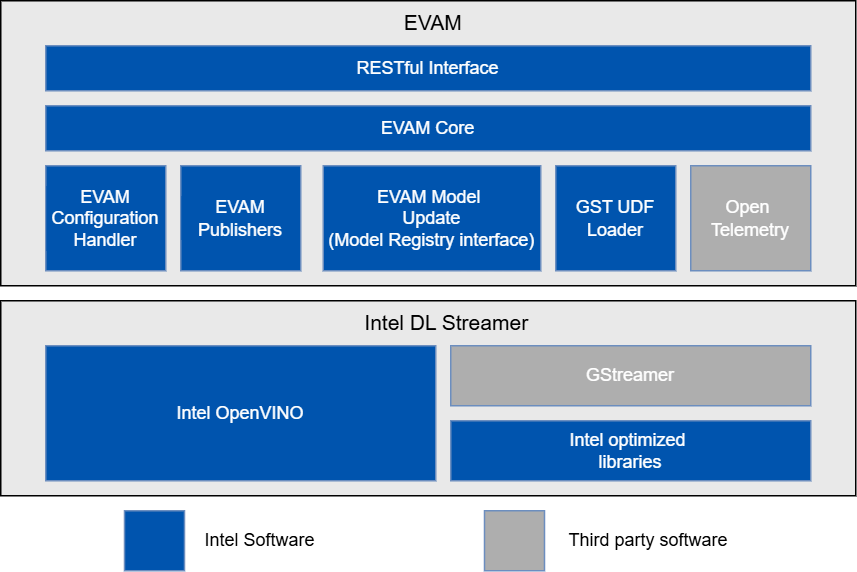 EVAM
RESTful Interface
EVAM Core
EVAM
Configuration
Handler
EVAM
Publishers
EVAM Model
Update
(Model Registry interface)
GST UDF
Loader
Open
Telemetry
Intel DL Streamer
Intel OpenVINO
GStreamer
Intel optimized
libraries
Intel Software
Third party software